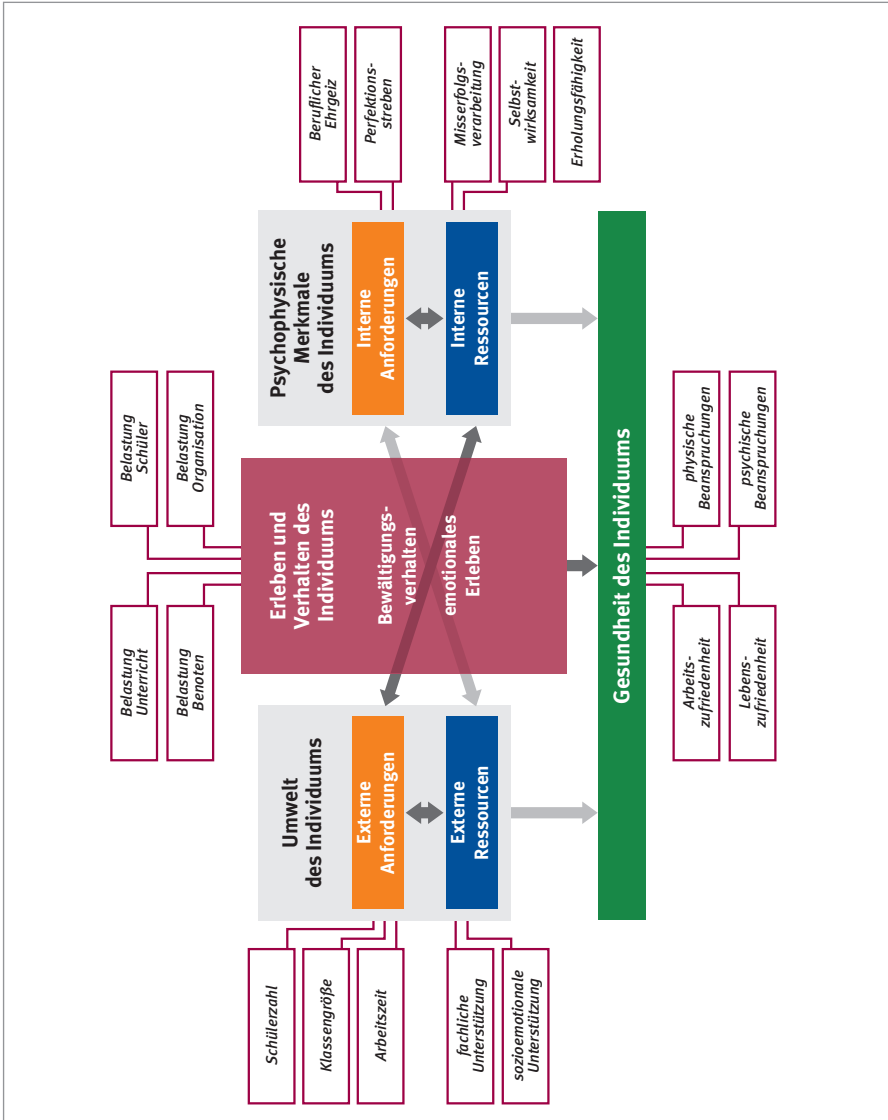 Belastung
Unterricht
Belastung
Benoten
Belastung
Schüler
Belastung
Organisation
Schülerzahl
Klassengröße
Arbeitszeit
fachliche
Unterstützung
sozioemotionale
Unterstützung
Umwelt
des Individuums
Externe
Anforderungen
Externe
Ressourcen
Erleben und
Verhalten des
Individuums
Bewältigungs-
verhalten
emotionales
Erleben
Psychophysische
Merkmale
des Individuums
Interne
Anforderungen
Interne
Ressourcen
Beruflicher
Ehrgeiz
Perfektions-
streben
Misserfolgs-
verarbeitung
Selbst-
wirksamkeit
Erholungsfähigkeit
Gesundheit des Individuums
Arbeits-
zufriedenheit
Lebens-
zufriedenheit
physische
Beanspruchungen
psychische
Beanspruchungen